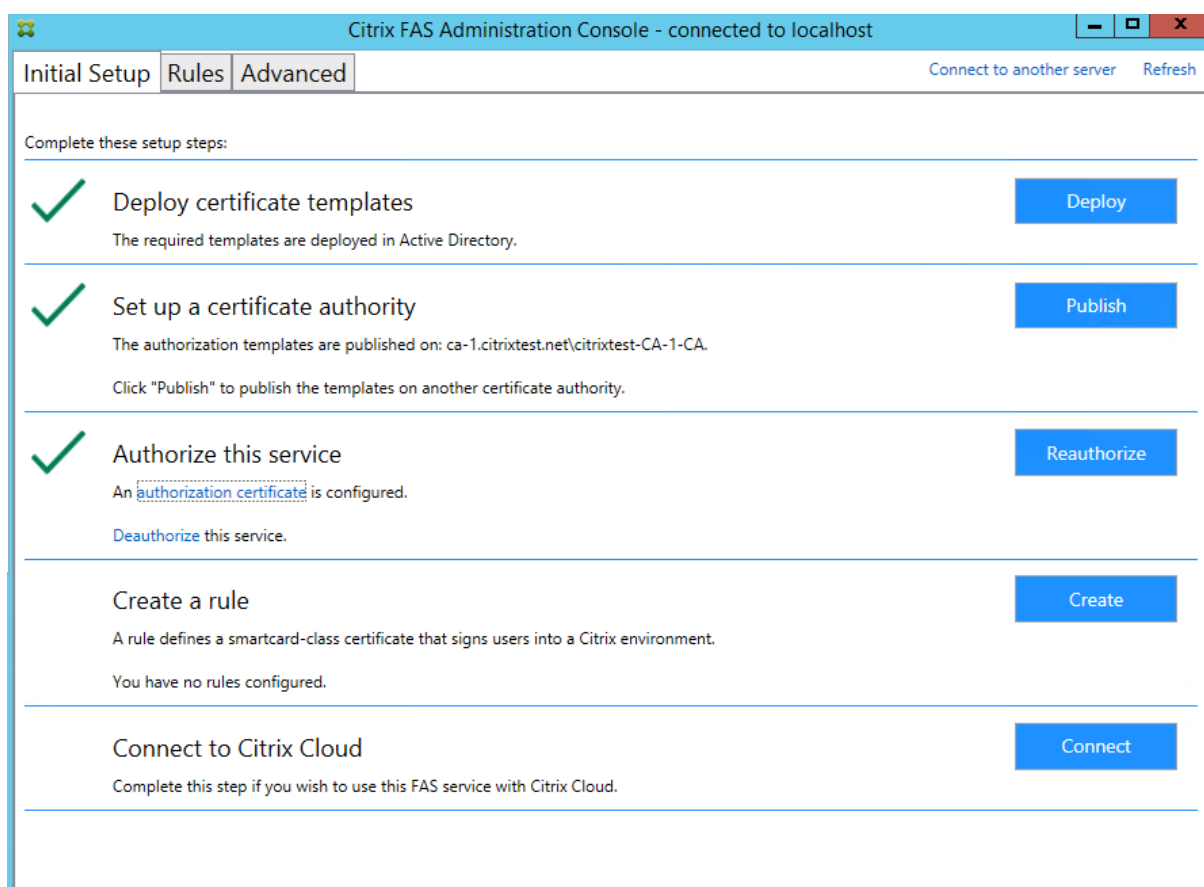 Citrix FAS Administration Console - connected to localhost
Initial Setup Rules Advanced Connect to another server Refresh
Complete these setup steps:
Deploy certificate templates Deploy
The required templates are deployed in Active Directory.
Set up a certificate authority Publish
The authorization templates are published on: ca-1.citrixtest.net\citrixtest-CA-1-CA.
Click "Publish" to publish the templates on another certificate authority.
Authorize this service Reauthorize
An authorization certificate is configured.
Deauthorize this service.
Create a rule Create
A rule defines a smartcard-class certificate that signs users into a Citrix environment.
You have no rules configured.
Connect to Citrix Cloud Connect
Complete this step if you wish to use this FAS service with Citrix Cloud.